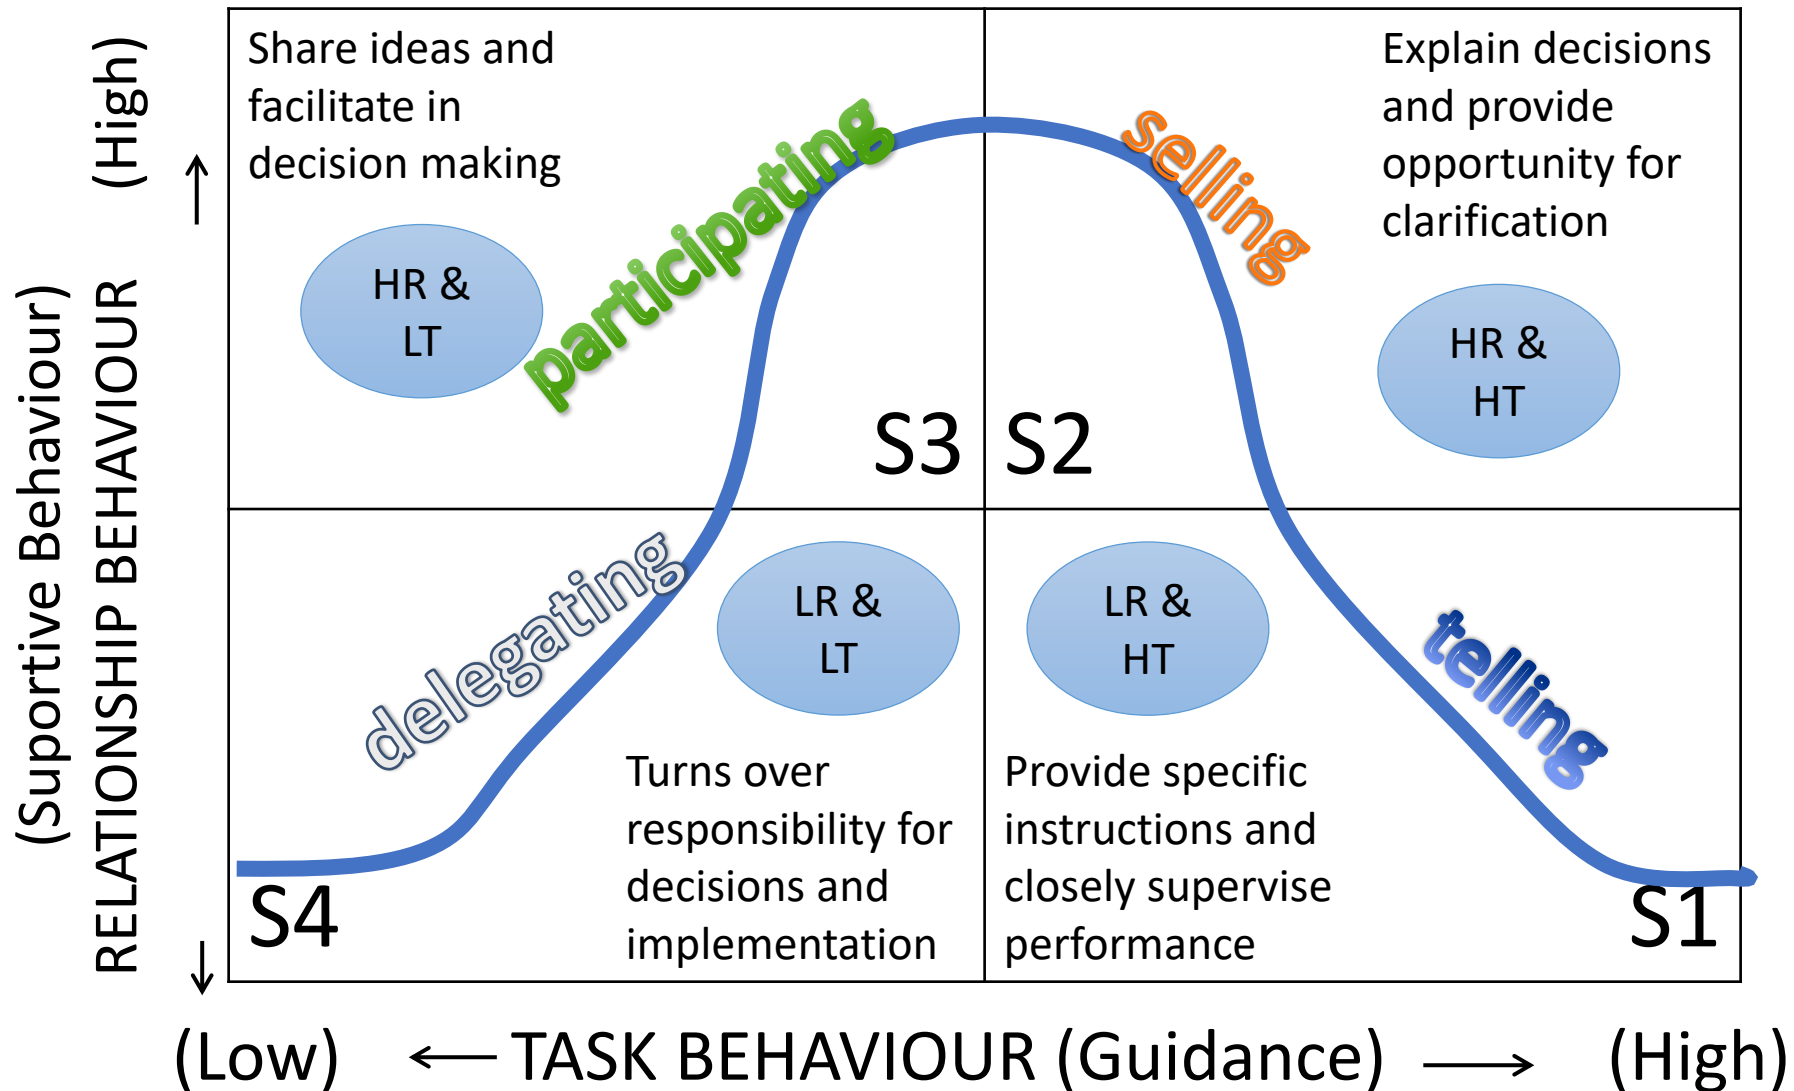 (High)
(Suportive Behaviour)
RELATIONSHIP BEHAVIOUR
Share ideas and
facilitate in
decision making
HR &
LT
participating
S3
selling
Explain decisions
and provide
opportunity for
clarification
HR &
HT
S2
delegating
LR &
LT
Turns over
responsibility for
decisions and
implementation
S4
LR &
HT
telling
Provide specific
instructions and
closely supervise
performance
S1
(Low)
TASK BEHAVIOUR (Guidance)
(High)